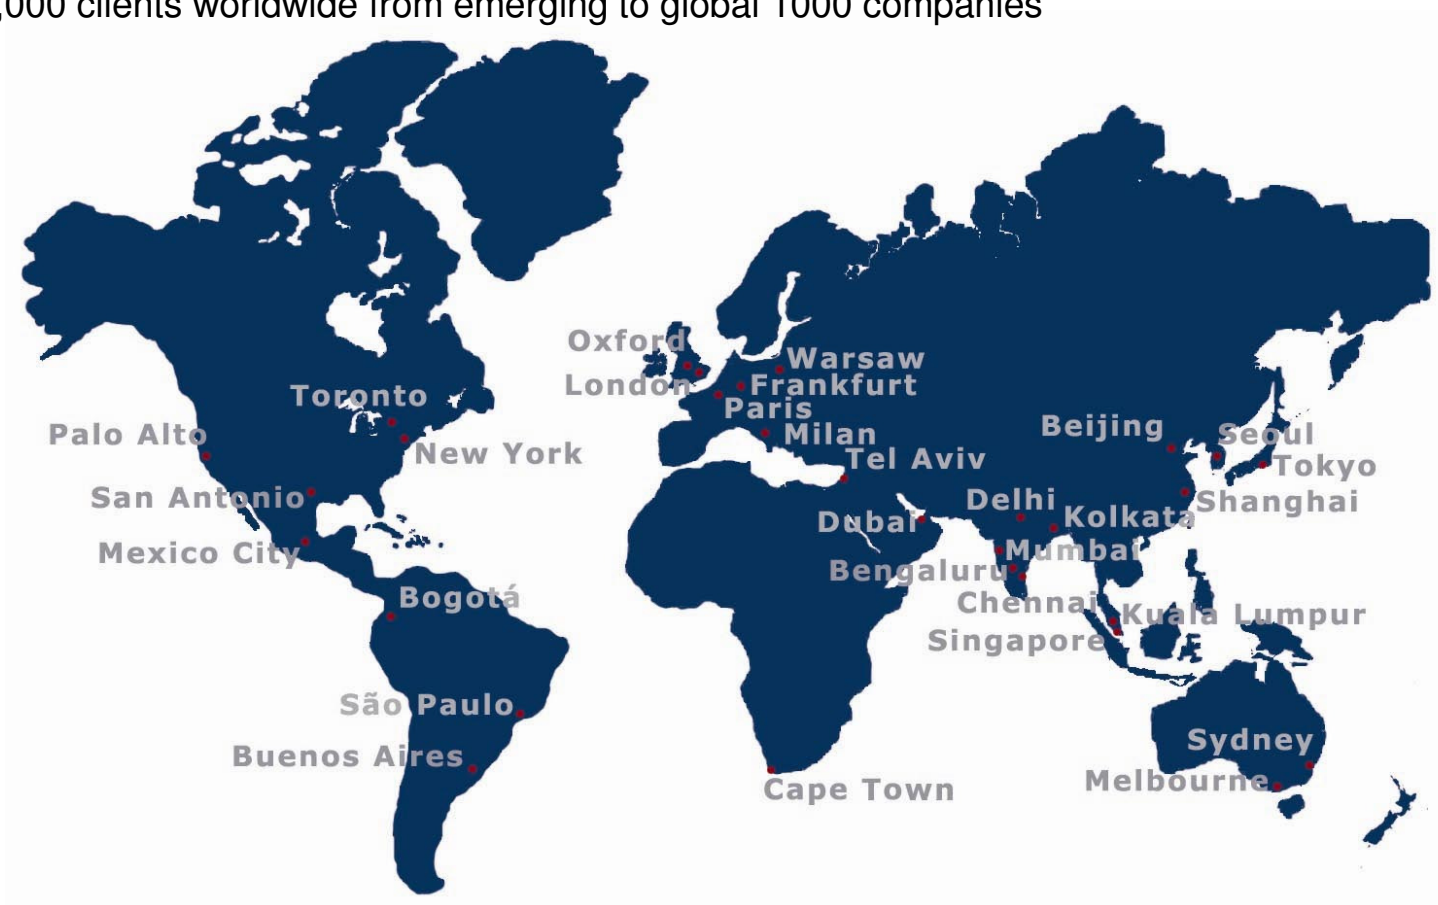 ,000 clients worldwide from emerging to global 1000 companies
Oxford
Warsaw
London
Frankfurt
Toronto
Paris
Palo Alto
New York
Milan
Beijing
Seoul
Tel Aviv
Tokyo
San Antonio
Delhi
Shanghai
Dubai
Kolkata
Mexico City
Mumbai
Bengaluru
Bogotá
Chennai
Kuala Lumpur
Singapore
São Paulo
Buenos Aires
Sydney
Melbourne
Cape Town